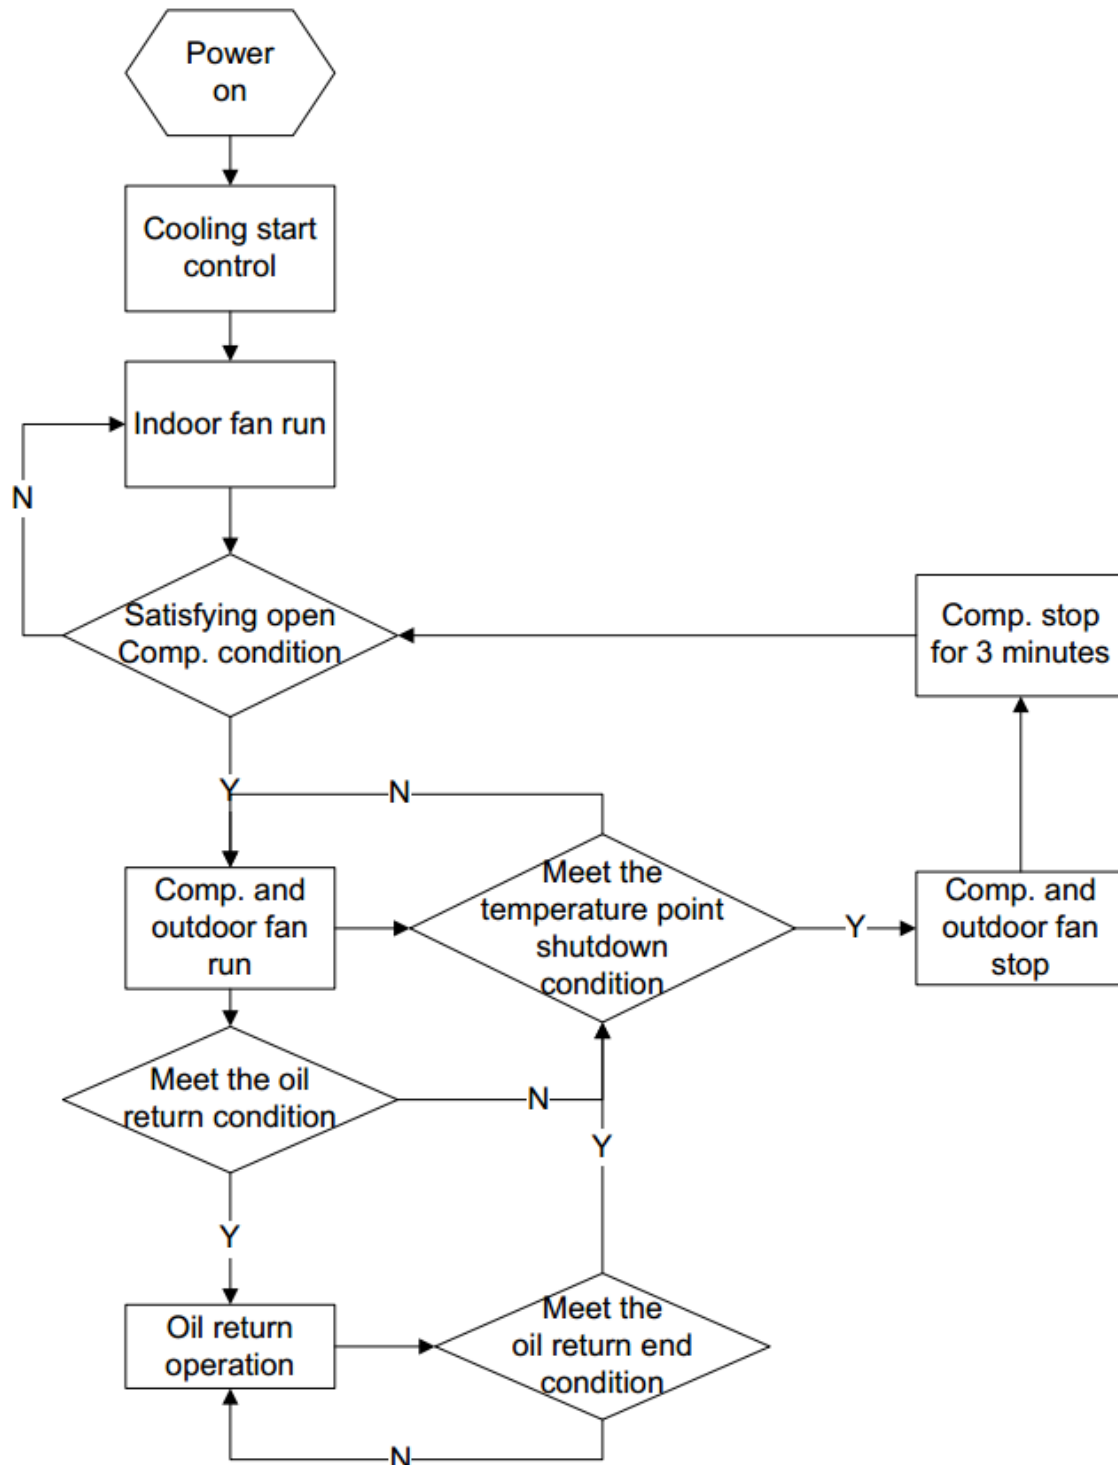 Power
on
Cooling start
control
Indoor fan run
N
Satisfying open
Comp. condition
Comp. stop
for 3 minutes
Y
N
Comp. and
outdoor fan
run
Meet the
temperature point
shutdown
condition
Y
Comp. and
outdoor fan
stop
Meet the oil
return condition
N
Y
Y
Oil return
operation
Meet the
oil return end
condition
N